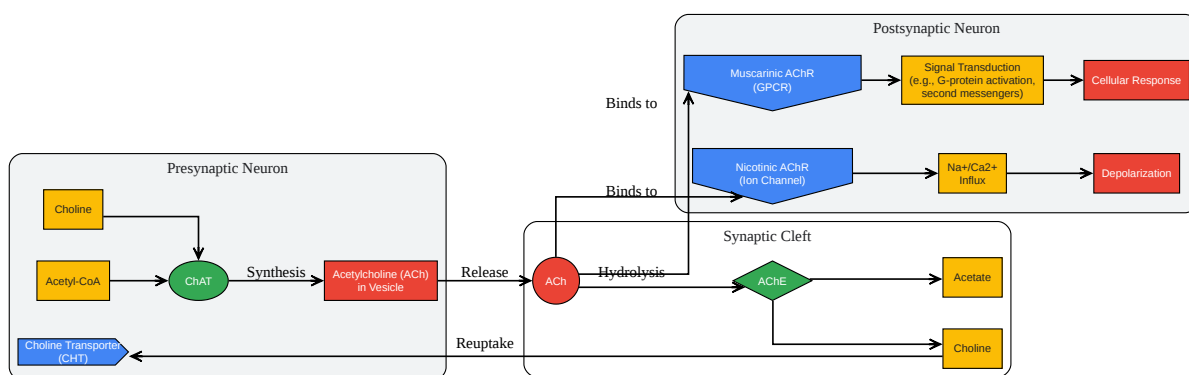 Postsynaptic Neuron
Muscarinic AChR
(GPCR)
Signal Transduction
(e.g., G-protein activation,
second messengers)
Cellular Response
Binds to
Nicotinic AChR
(Ion Channel)
Na+/Ca2+
Influx
Depolarization
Binds to
Presynaptic Neuron
Choline
Acetyl-CoA
ChAT
Synthesis
Acetylcholine (ACh)
in Vesicle
Release
Synaptic Cleft
ACh
Hydrolysis
AChE
Acetate
Choline
Reuptake
Choline Transporter
(CHT)